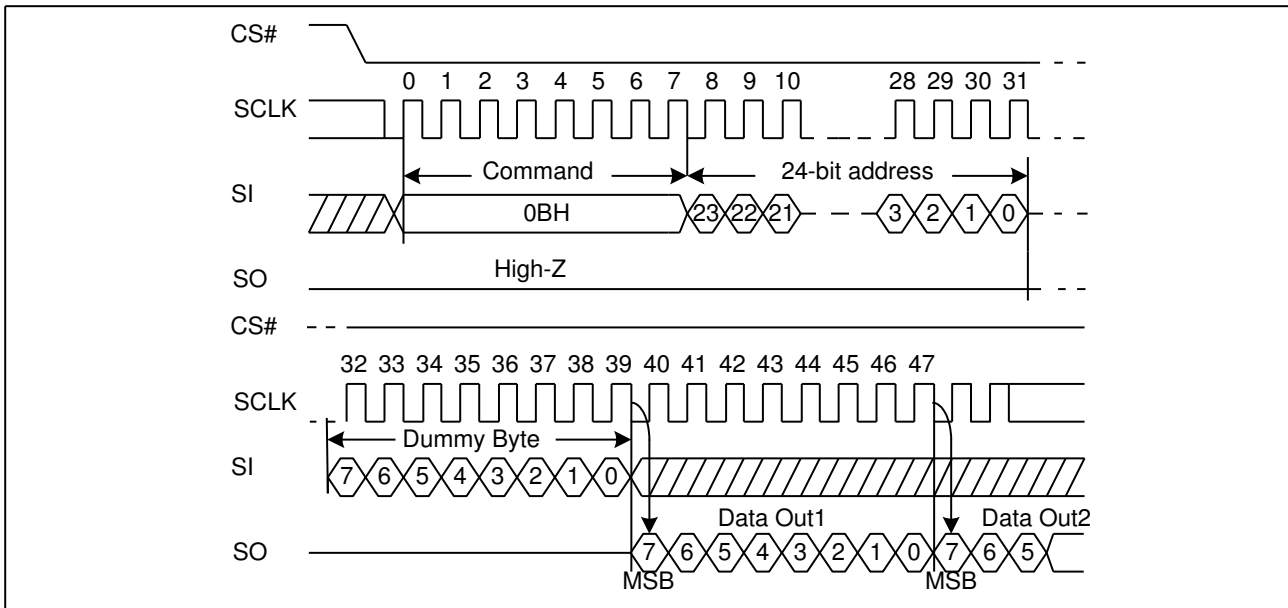 CS#
0 1 2 3 4 5 6 7 8 9 10 28 29 30 31
SCLK
Command 24-bit address
SI
0BH 23 22 21 3 2 1 0
High-Z
SO
CS#
32 33 34 35 36 37 38 39 40 41 42 43 44 45 46 47
SCLK
Dummy Byte
SI
7 6 5 4 3 2 1 0
Data Out1 Data Out2
SO
7 6 5 4 3 2 1 0 7 6 5
MSB MSB